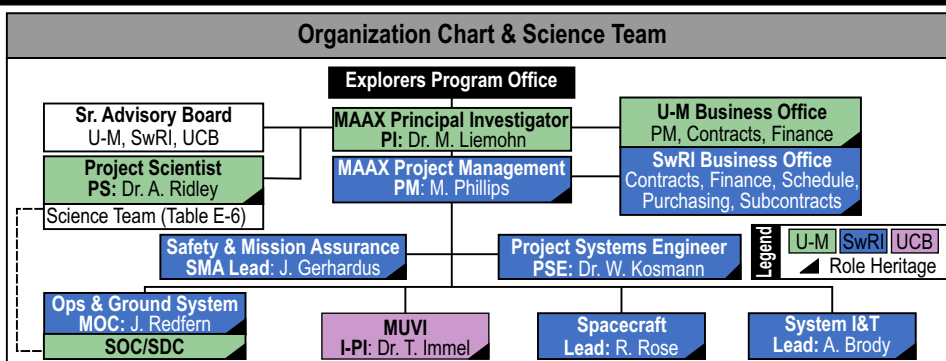 Organization Chart & Science Team
Explorers Program Office
Sr. Advisory Board
U-M, SwRI, UCB
MAAX Principal Investigator
PI: Dr. M. Liemohn
U-M Business Office
PM, Contracts, Finance
Project Scientist
PS: Dr. A. Ridley
Science Team (Table E-6)
MAAX Project Management
PM: M. Phillips
SwRI Business Office
Contracts, Finance, Schedule,
Purchasing, Subcontracts
Safety & Mission Assurance
SMA Lead: J. Gerhardus
Project Systems Engineer
PSE: Dr. W. Kosmann
Legend
U-M SwRI UCB
Role Heritage
Ops & Ground System
MOC: J. Redfern
SOC/SDC
MUVI
I-PI: Dr. T. Immel
Spacecraft
Lead: R. Rose
System I&T
Lead: A. Brody